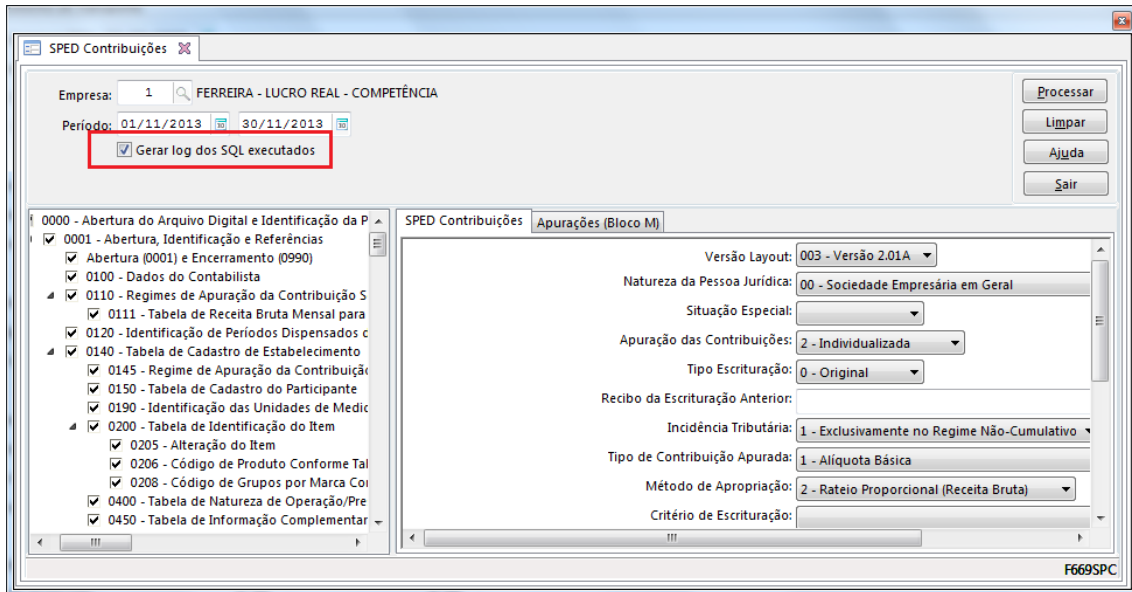 SPED Contribuições
Empresa: 1 FERREIRA - LUCRO REAL - COMPETÊNCIA
Período: 01/11/2013 30/11/2013
Gerar log dos SQL executados
Processar
Limpar
Ajuda
Sair
0000 - Abertura do Arquivo Digital e Identificação da P
0001 - Abertura, Identificação e Referências
Abertura (0001) e Encerramento (0990)
0100 - Dados do Contabilista
0110 - Regimes de Apuração da Contribuição S
0111 - Tabela de Receita Bruta Mensal para
0120 - Identificação de Períodos Dispensados d
0140 - Tabela de Cadastro de Estabelecimento
0145 - Regime de Apuração da Contribuição
0150 - Tabela de Cadastro do Participante
0190 - Identificação das Unidades de Medid
0200 - Tabela de Identificação do Item
0205 - Alteração do Item
0206 - Código de Produto Conforme Tal
0208 - Código de Grupos por Marca Cor
0400 - Tabela de Natureza de Operação/Pre
0450 - Tabela de Informação Complementar
SPED Contribuições Apurações (Bloco M)
Versão Layout: 003 - Versão 2.01A
Natureza da Pessoa Jurídica: 00 - Sociedade Empresária em Geral
Situação Especial:
Apuração das Contribuições: 2 - Individualizada
Tipo Escrituração: 0 - Original
Recibo da Escrituração Anterior:
Incidência Tributária: 1 - Exclusivamente no Regime Não-Cumulativo
Tipo de Contribuição Apurada: 1 - Alíquota Básica
Método de Apropriação: 2 - Rateio Proporcional (Receita Bruta)
Critério de Escrituração:
F669SPC